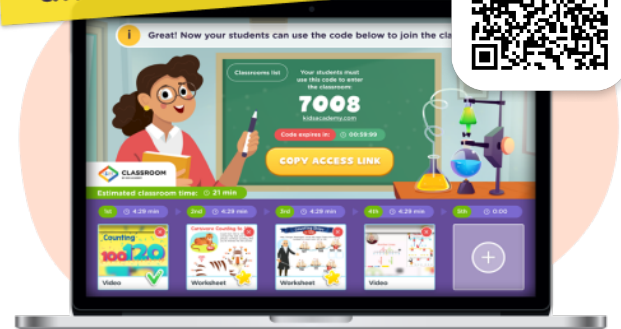 Great! Now your students can use the code below to join the cla
Classrooms list
Your students must
use this code to enter
the classroom:
7008
kidsacademy.com
Code expires in: 00:59:99
COPY ACCESS LINK
CLASSROOM
Estimated classroom time: 21 min
1st 4:29 min
2nd 4:29 min
3rd 4:29 min
4th 4:29 min
5th 0:00
Counting
100 120
Video
Worksheet
Worksheet
Video